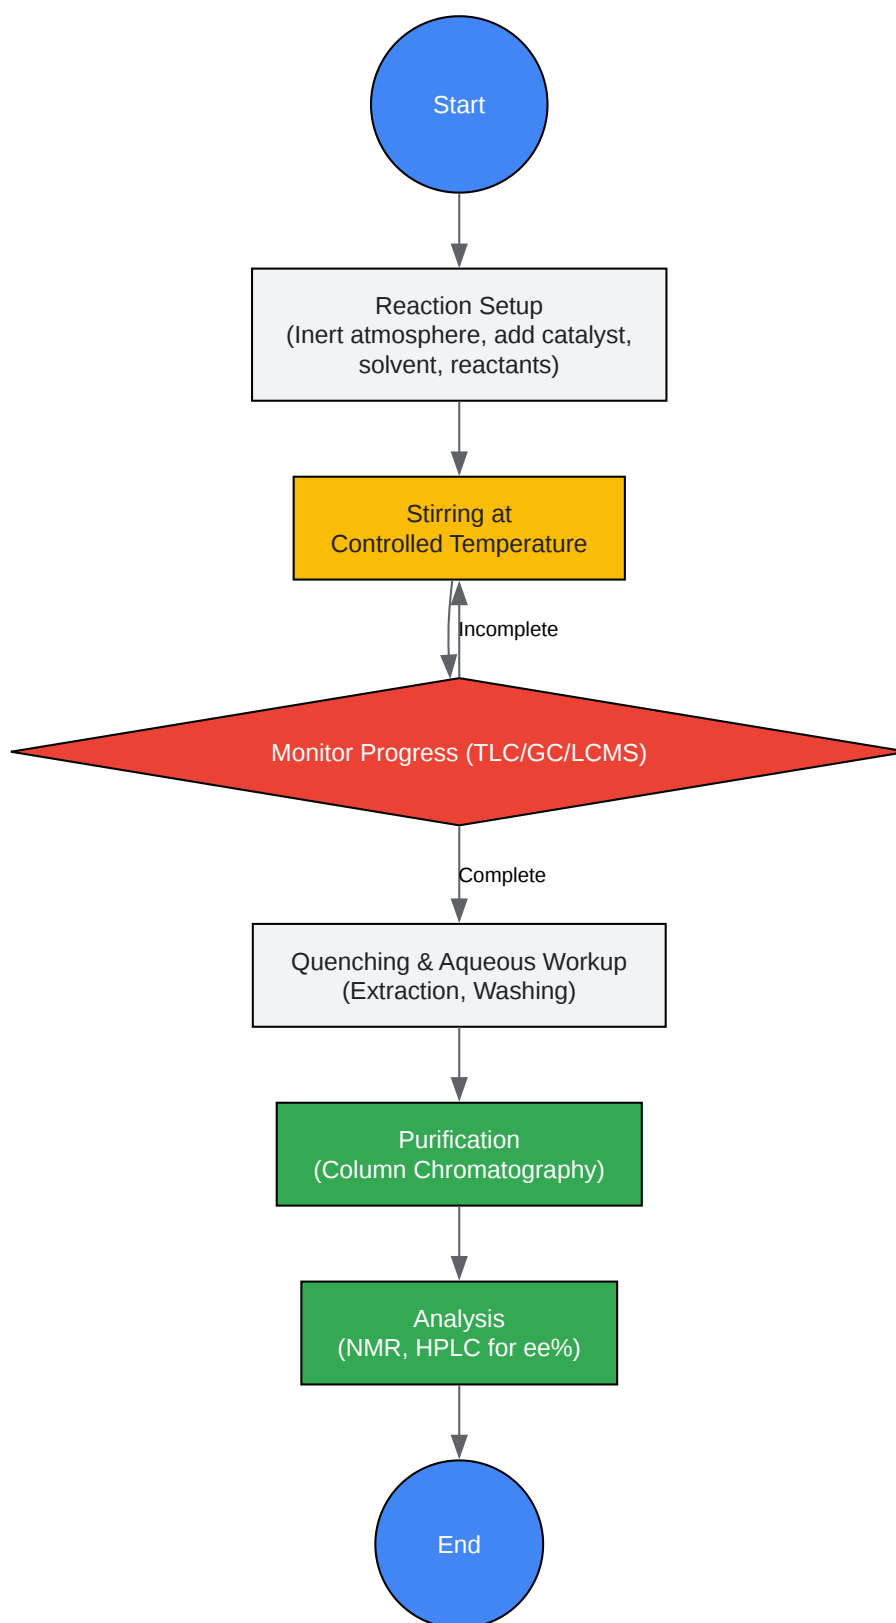 Start
Reaction Setup
(Inert atmosphere, add catalyst,
solvent, reactants)
Stirring at
Controlled Temperature
Incomplete
Monitor Progress (TLC/GC/LCMS)
Complete
Quenching & Aqueous Workup
(Extraction, Washing)
Purification
(Column Chromatography)
Analysis
(NMR, HPLC for ee%)
End